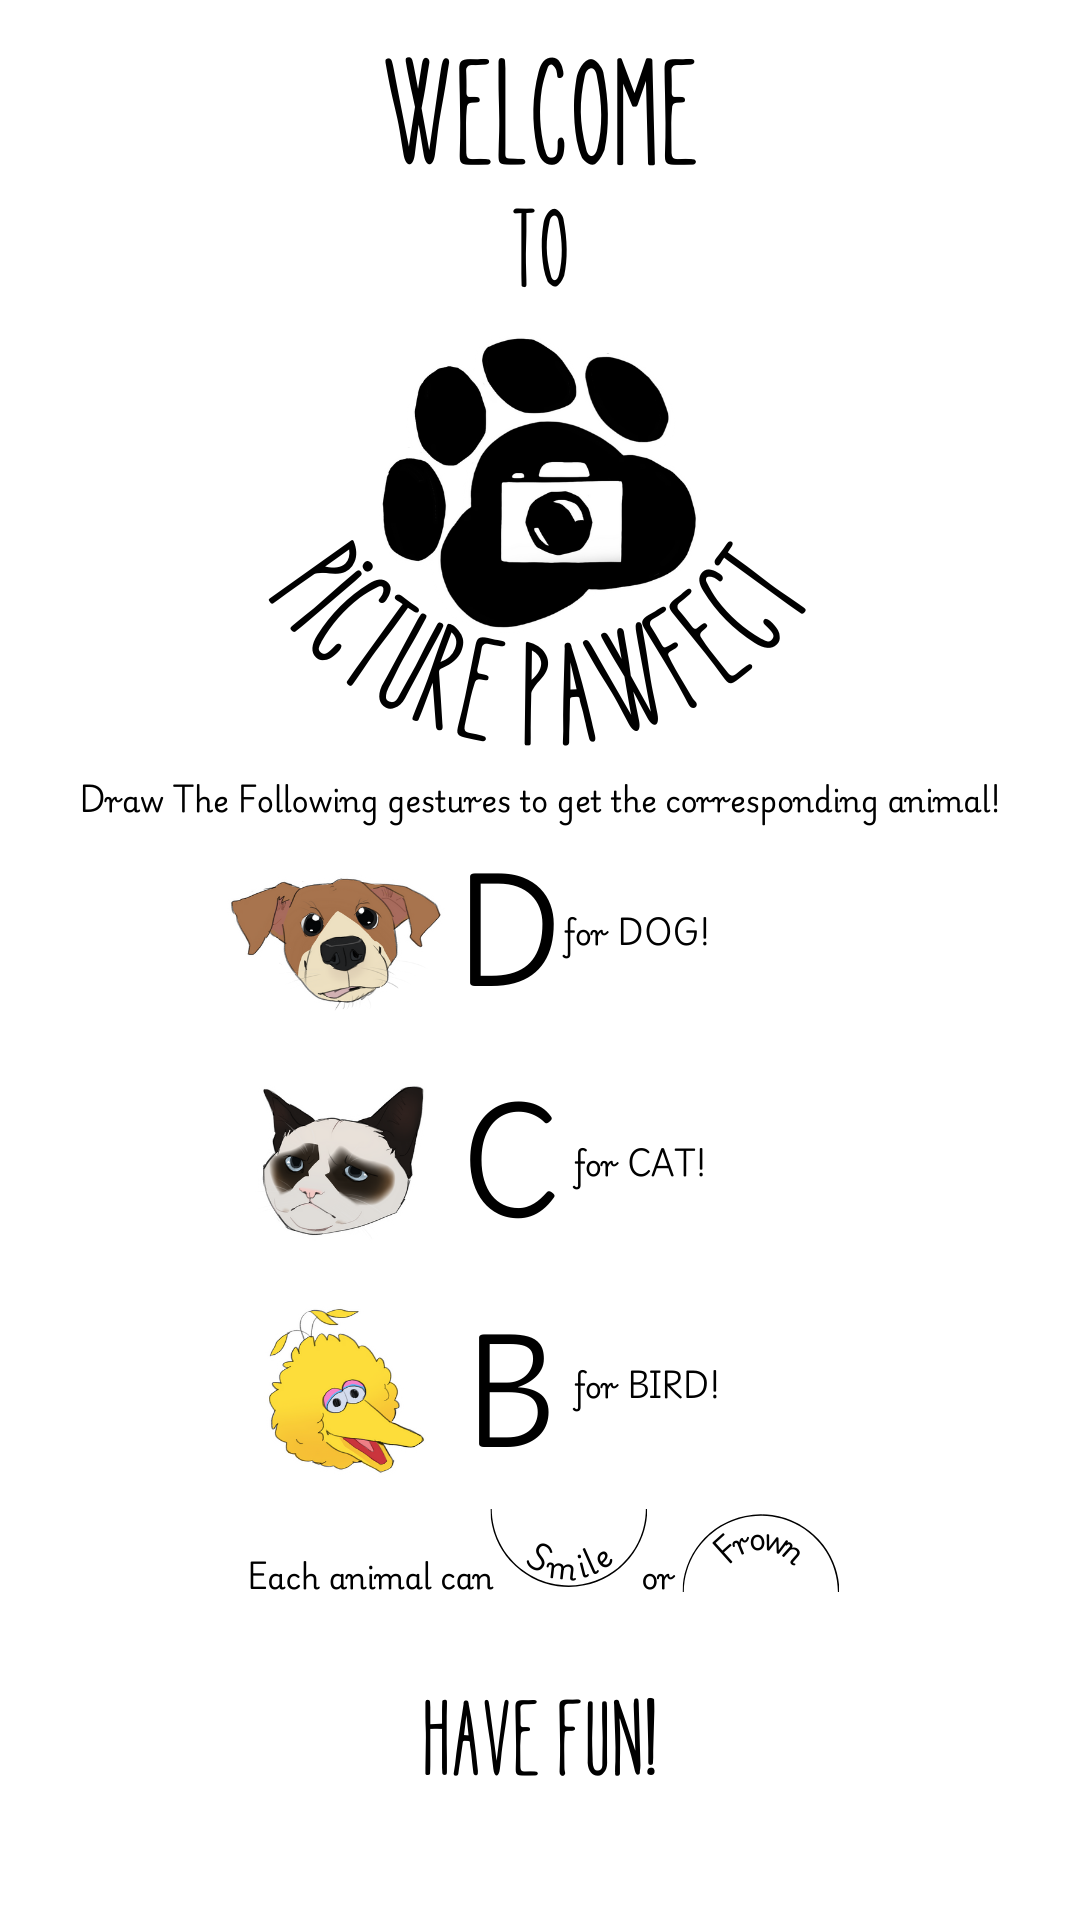 WELCOME
TO
PiCTURE PAWFECT
Draw The Following gestures to get the corresponding animal!
D for DOG!
C for CAT!
B for BIRD!
Each animal can Smile or Frown
HAVE FUN!